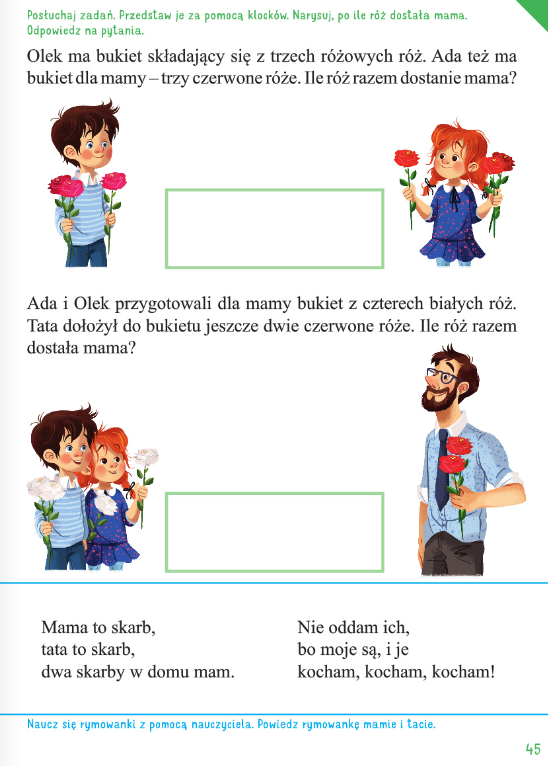 Posłuchaj zadań. Przedstaw je za pomocą klocków. Narysuj, po ile róż dostała mama.
Odpowiedz na pytania.
Olek ma bukiet składający się z trzech różowych róż. Ada też ma
bukiet dla mamy – trzy czerwone róże. Ile róż razem dostanie mama?
Ada i Olek przygotowali dla mamy bukiet z czterech białych róż.
Tata dołożył do bukietu jeszcze dwie czerwone róże. Ile róż razem
dostała mama?
Mama to skarb,
tata to skarb,
dwa skarby w domu mam.
Nie oddam ich,
bo moje są, i je
kocham, kocham, kocham!
Naucz się rymowanki z pomocą nauczyciela. Powiedz rymowankę mamie i tacie.
45